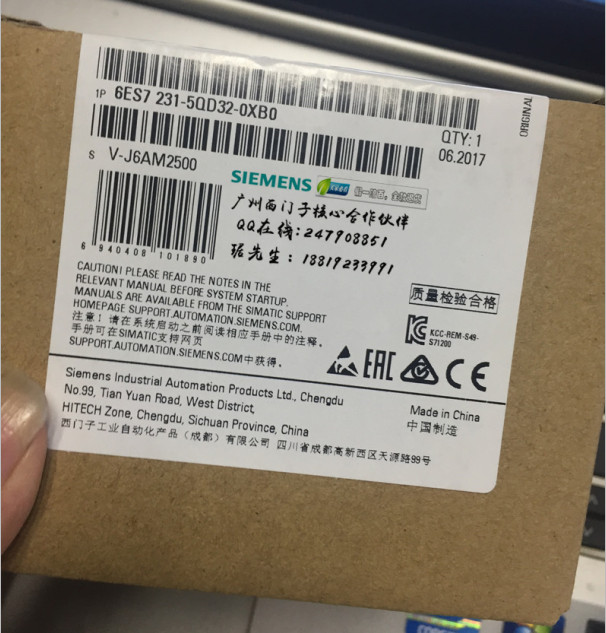 1P 6ES7 231-5QD32-0XB0
ORIGINAL
QTY: 1
06.2017
S V-J6AM2500
SIEMENS
广州西门子核心合作伙伴
QQ在线:247908351
琚先生:18819233991
6 940408 101890
质量检验合格
CAUTION! PLEASE READ THE NOTES IN THE
RELEVANT MANUAL BEFORE SYSTEM STARTUP.
MANUALS ARE AVAILABLE FROM THE SIMATIC SUPPORT
HOMEPAGE SUPPORT.AUTOMATION.SIEMENS.COM.
注意!请在系统启动之前阅读相应手中的注释。
手册可在SIMATIC支持网页
SUPPORT.AUTOMATION.SIEMENS.COM中获得。
KCC-REM-S49-
S71200
EAC
CE
Siemens Industrial Automation Products Ltd., Chengdu
No.99, Tian Yuan Road, West District,
HITECH Zone, Chengdu, Sichuan Province, China
西门子工业自动化产品(成都)有限公司 四川省成都高新西区天源路99号
Made in China
中国制造